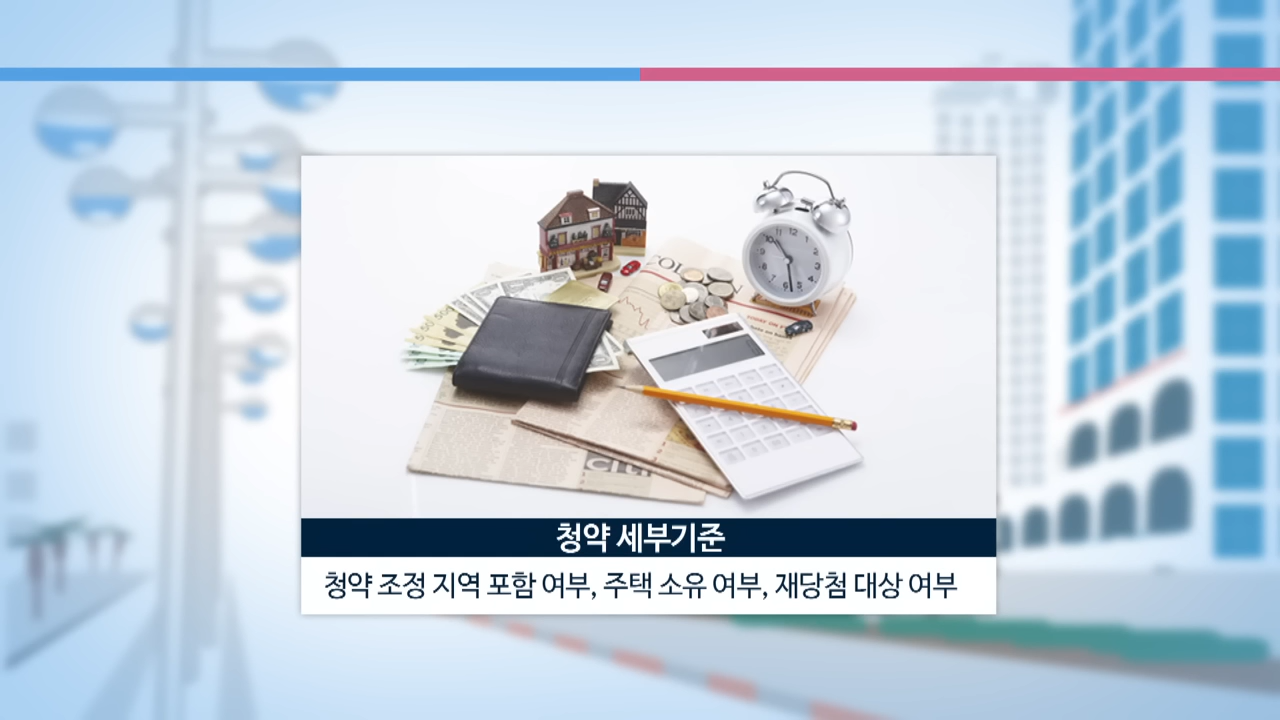 청약 세부기준
청약 조정 지역 포함 여부, 주택 소유 여부, 재당첨 대상 여부